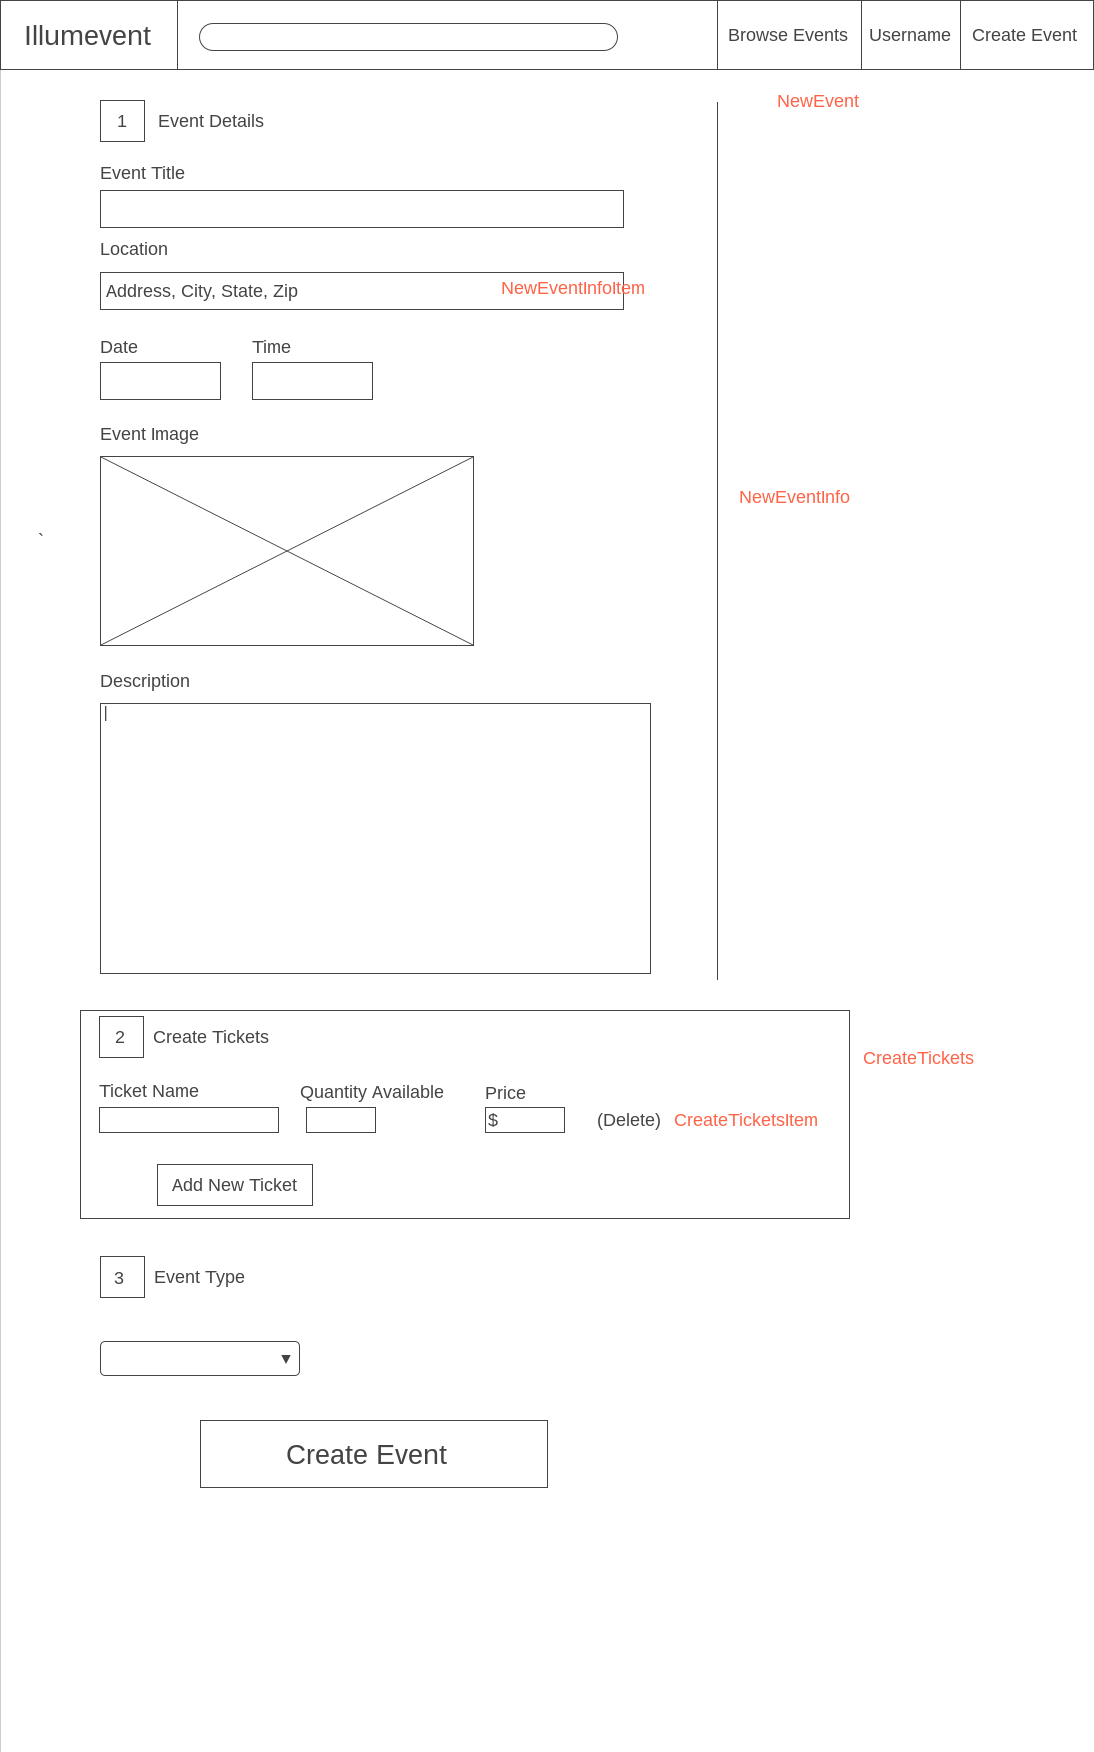 Illumevent
Browse Events
Username
Create Event
NewEvent
1
Event Details
Event Title
Location
Address, City, State, Zip
NewEventInfoItem
Date
Time
Event Image
NewEventInfo
`
Description
|
2
Create Tickets
CreateTickets
Ticket Name
Quantity Available
Price
$
(Delete)
CreateTicketsItem
Add New Ticket
3
Event Type
▼
Create Event